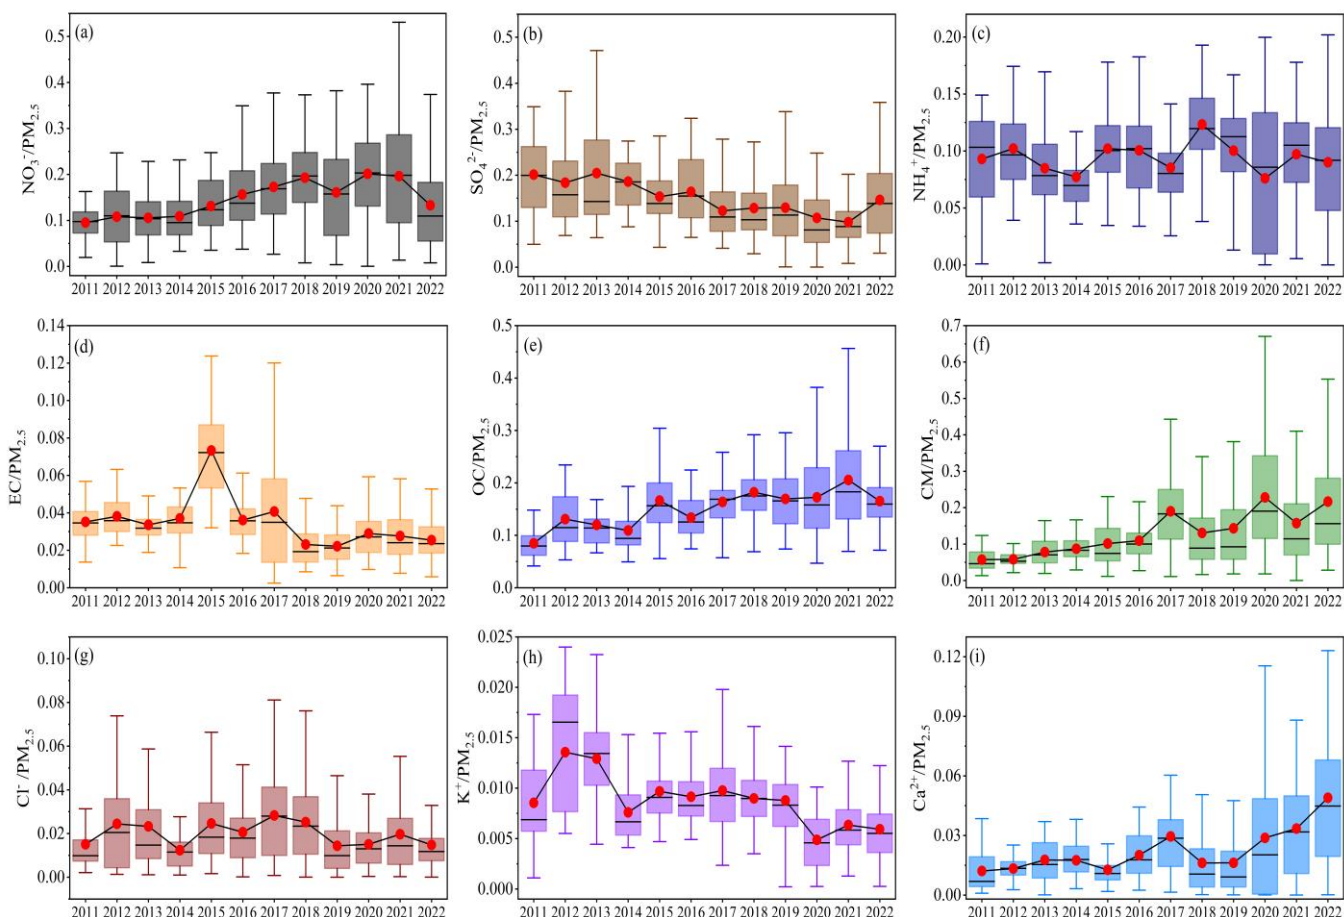 (a)
NO₃⁻/PM₂.₅
0.5
0.4
0.3
0.2
0.1
0.0
2011 2012 2013 2014 2015 2016 2017 2018 2019 2020 2021 2022
(b)
SO₄²⁻/PM₂.₅
0.5
0.4
0.3
0.2
0.1
0.0
2011 2012 2013 2014 2015 2016 2017 2018 2019 2020 2021 2022
(c)
NH₄⁺/PM₂.₅
0.20
0.15
0.10
0.05
0.00
2011 2012 2013 2014 2015 2016 2017 2018 2019 2020 2021 2022
(d)
EC/PM₂.₅
0.14
0.12
0.10
0.08
0.06
0.04
0.02
0.00
2011 2012 2013 2014 2015 2016 2017 2018 2019 2020 2021 2022
(e)
OC/PM₂.₅
0.5
0.4
0.3
0.2
0.1
0.0
2011 2012 2013 2014 2015 2016 2017 2018 2019 2020 2021 2022
(f)
CM/PM₂.₅
0.7
0.6
0.5
0.4
0.3
0.2
0.1
0.0
2011 2012 2013 2014 2015 2016 2017 2018 2019 2020 2021 2022
(g)
Cl⁻/PM₂.₅
0.10
0.08
0.06
0.04
0.02
0.00
2011 2012 2013 2014 2015 2016 2017 2018 2019 2020 2021 2022
(h)
K⁺/PM₂.₅
0.025
0.020
0.015
0.010
0.005
0.000
2011 2012 2013 2014 2015 2016 2017 2018 2019 2020 2021 2022
(i)
Ca²⁺/PM₂.₅
0.12
0.09
0.06
0.03
0.00
2011 2012 2013 2014 2015 2016 2017 2018 2019 2020 2021 2022